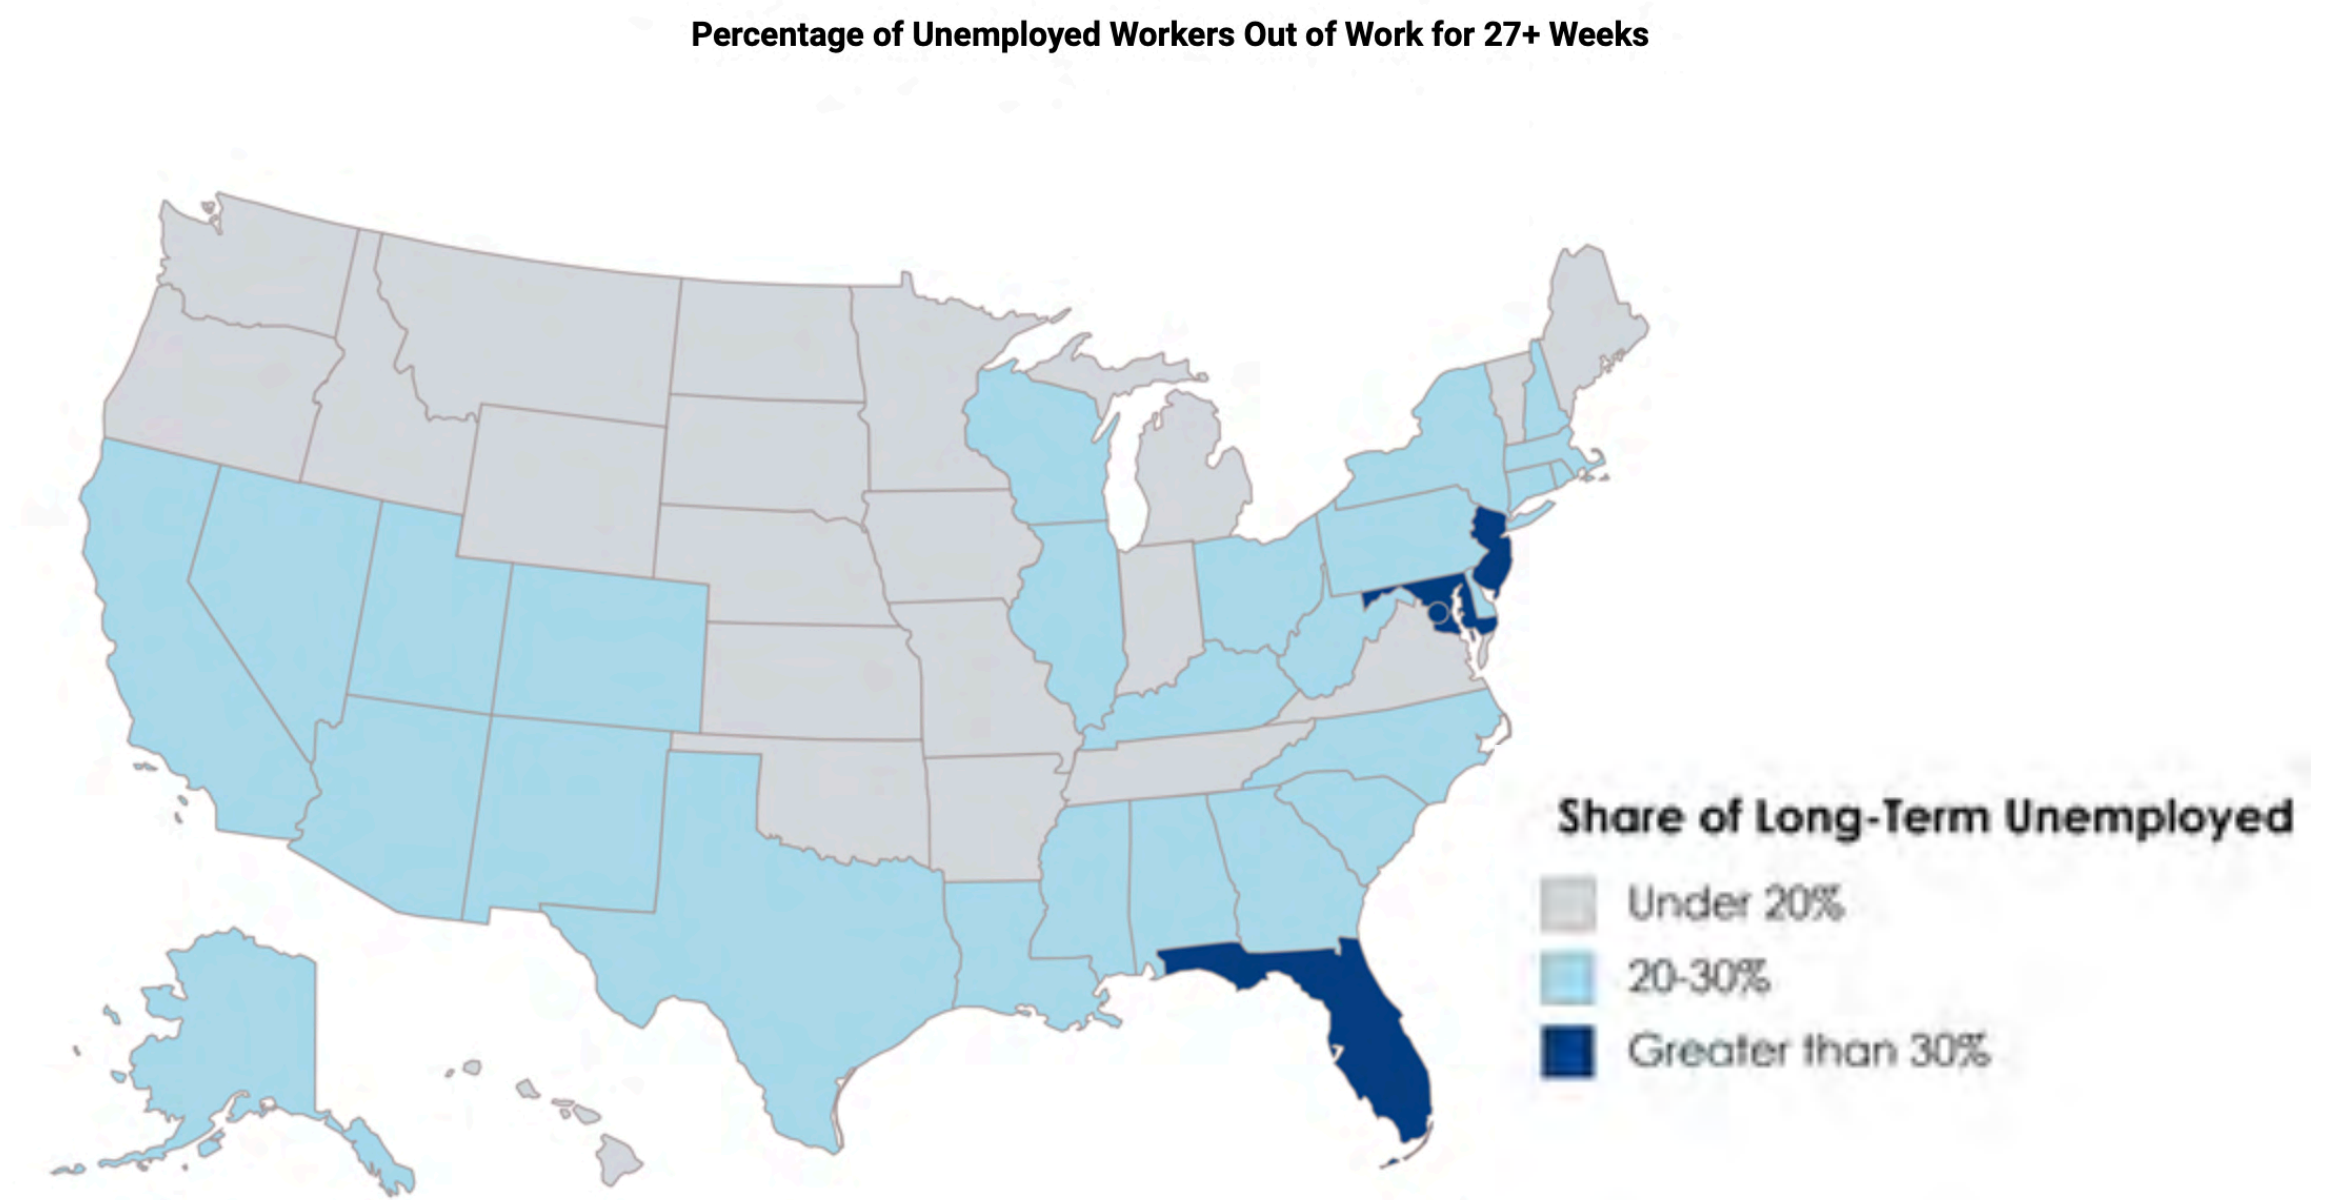 Percentage of Unemployed Workers Out of Work for 27+ Weeks
Share of Long-Term Unemployed
Under 20%
20-30%
Greater than 30%